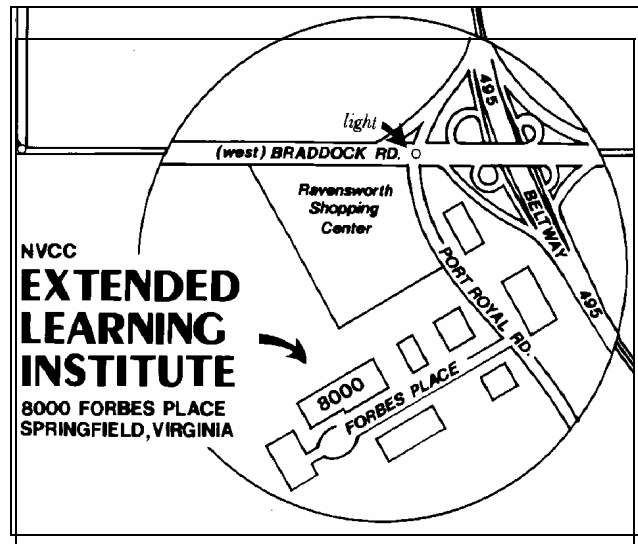 495
light
(west) BRADDOCK RD.
Ravensworth
Shopping
Center
BELTWAY
495
NVCC
EXTENDED
LEARNING
INSTITUTE
8000 FORBES PLACE
SPRINGFIELD, VIRGINIA
PORT ROYAL RD.
8000
FORBES PLACE